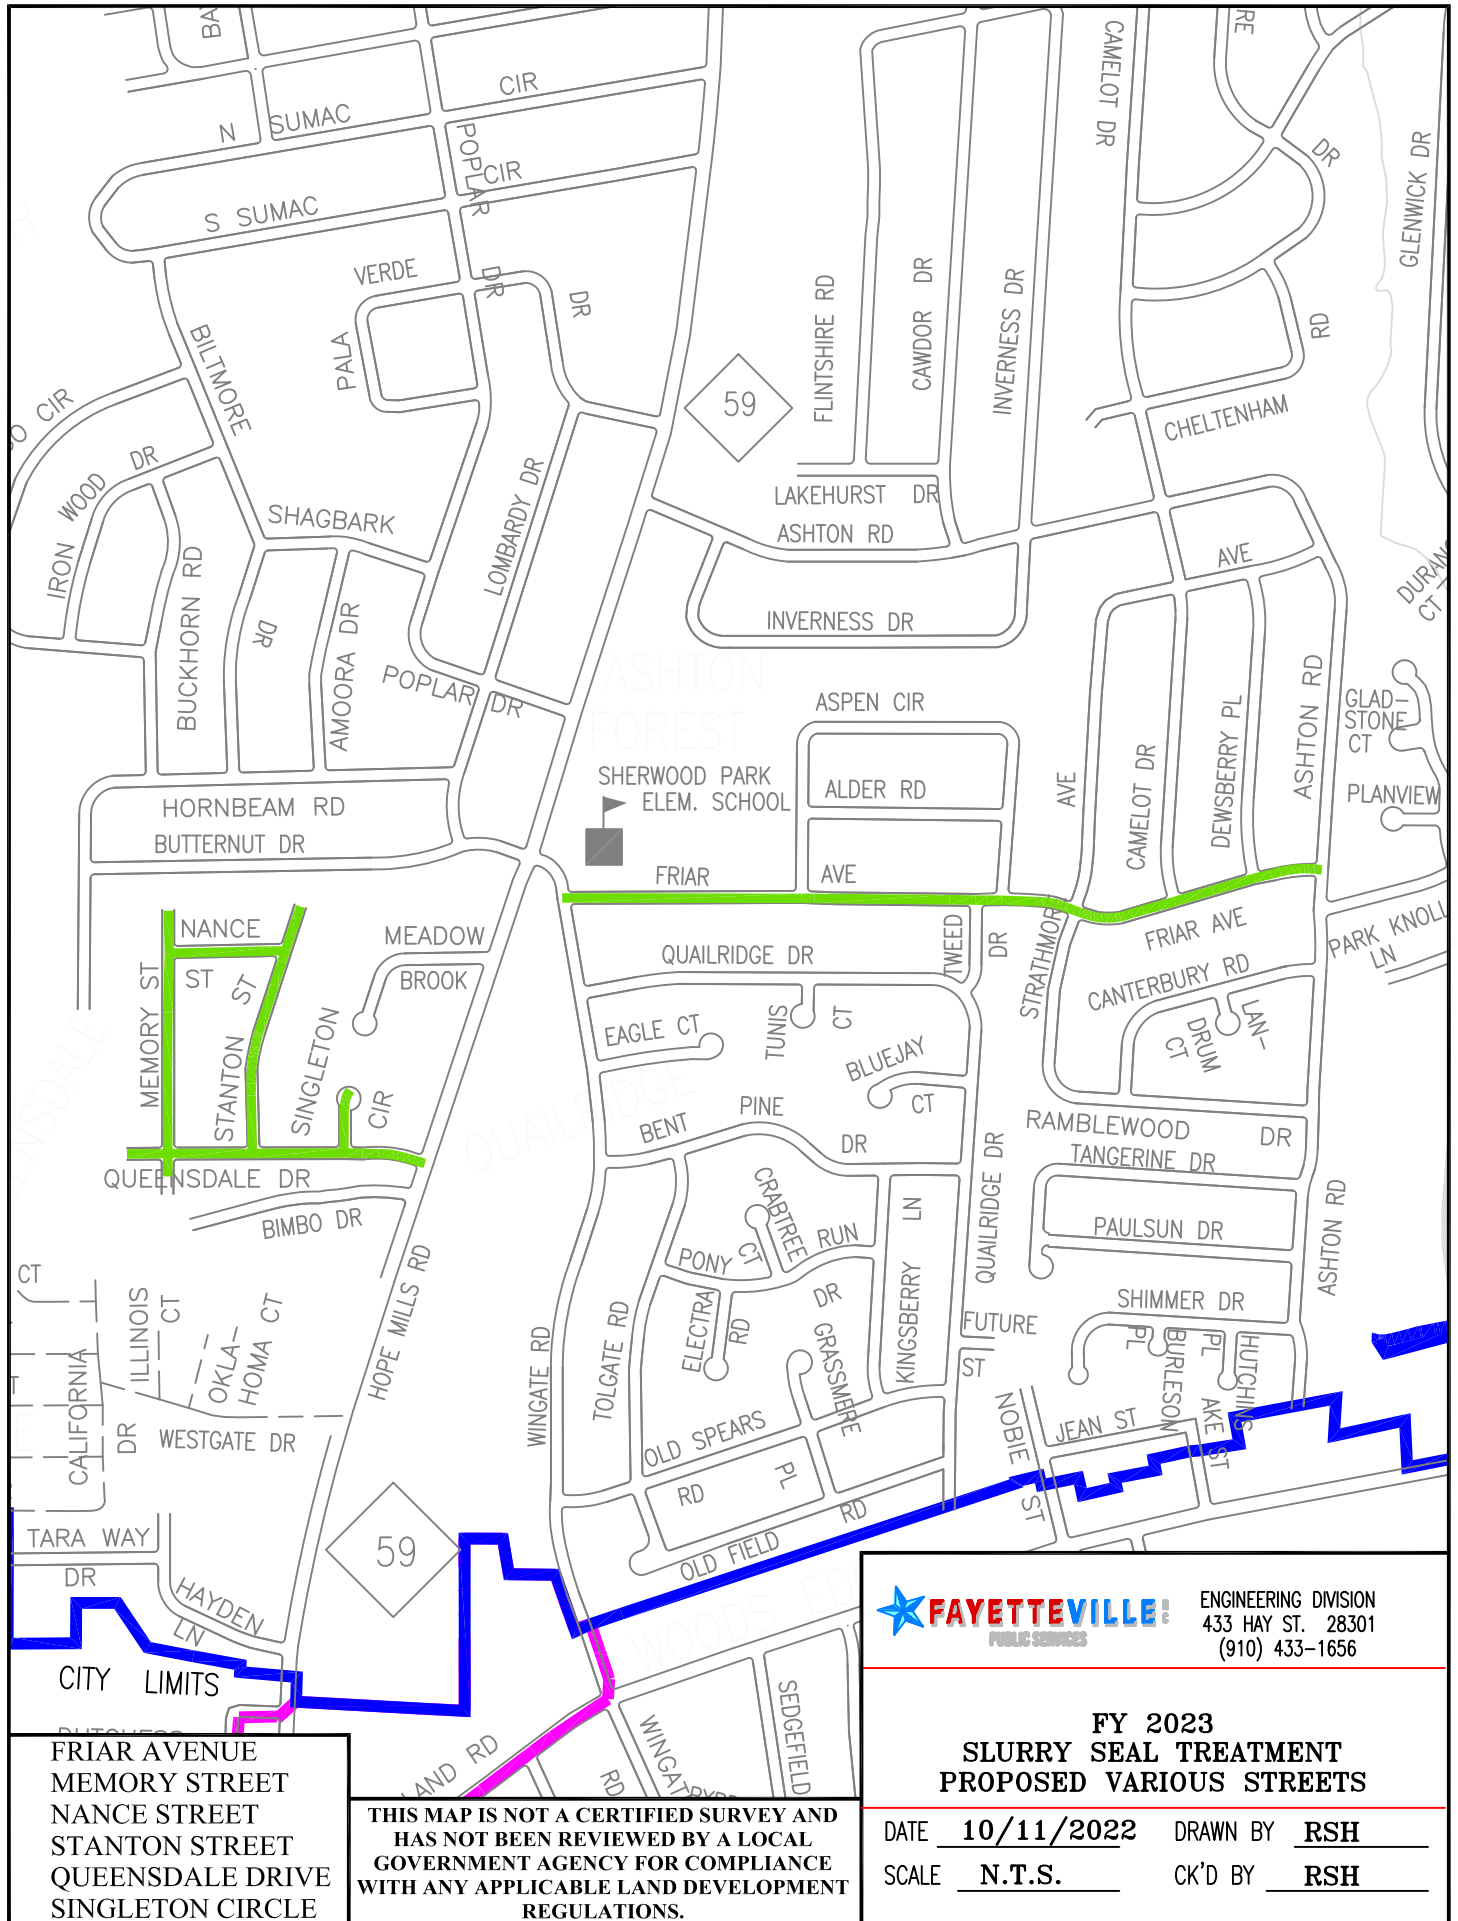 BA
RE
CIR
N SUMAC
POPLAR
CIR
S SUMAC
CAMELOT DR
DR
GLENWICK DR
VERDE
DR
DR
PALA
BILTMORE
59
FLINTSHIRE RD
CAWDOR DR
INVERNESS DR
RD
CHELTENHAM
CIR
IRON WOOD DR
SHAGBARK
LOMBARDY DR
LAKEHURST DR
ASHTON RD
AVE
INVERNESS DR
CT
BUCKHORN RD
DR
AMOORA DR
POPLAR DR
ASHTON
FOREST
ASPEN CIR
ASHTON RD
GLAD-
STONE
CT
DEWSBERRY PL
CAMELOT DR
AVE
SHERWOOD PARK
ELEM. SCHOOL
ALDER RD
PLANVIEW
HORNBEAM RD
BUTTERNUT DR
FRIAR AVE
NANCE
ST
MEMORY ST
STANTON ST
SINGLETON
CIR
MEADOW
BROOK
QUAILRIDGE DR
TWEED
DR
STRATHMOR
FRIAR AVE
PARK KNOLL
LN
CANTERBURY RD
LAN-
DRUM
CT
EAGLE CT
TUNIS
CT
BLUEJAY
CT
QUAILRIDGE
BENT PINE
DR
RAMBLEWOOD DR
TANGERINE DR
QUEENSDALE DR
BIMBO DR
CRABTREE
CT
PONY RUN
DR
LN
KINGSBERRY
QUAILRIDGE DR
PAULSUN DR
ASHTON RD
SHIMMER DR
CT
ILLINOIS
CT
OKLA-
HOMA CT
CALIFORNIA
DR
WESTGATE DR
HOPE MILLS RD
WINGATE RD
TOLGATE RD
ELECTRA
RD
GRASSMERE
FUTURE
ST
PL
BURLESON
PL
HUTCHINS
NOBIE ST
JEAN ST
AKE ST
OLD SPEARS
RD
PL
OLD FIELD RD
59
TARA WAY
DR
HAYDEN
LN
CITY LIMITS
WOODS
SEDGEFIELD
WINGAT
RD
LAND RD
FAYETTEVILLE
PUBLIC SERVICES
ENGINEERING DIVISION
433 HAY ST. 28301
(910) 433-1656
FY 2023
SLURRY SEAL TREATMENT
PROPOSED VARIOUS STREETS
DATE 10/11/2022 DRAWN BY RSH
SCALE N.T.S. CK'D BY RSH
FRIAR AVENUE
MEMORY STREET
NANCE STREET
STANTON STREET
QUEENSDALE DRIVE
SINGLETON CIRCLE
THIS MAP IS NOT A CERTIFIED SURVEY AND
HAS NOT BEEN REVIEWED BY A LOCAL
GOVERNMENT AGENCY FOR COMPLIANCE
WITH ANY APPLICABLE LAND DEVELOPMENT
REGULATIONS.